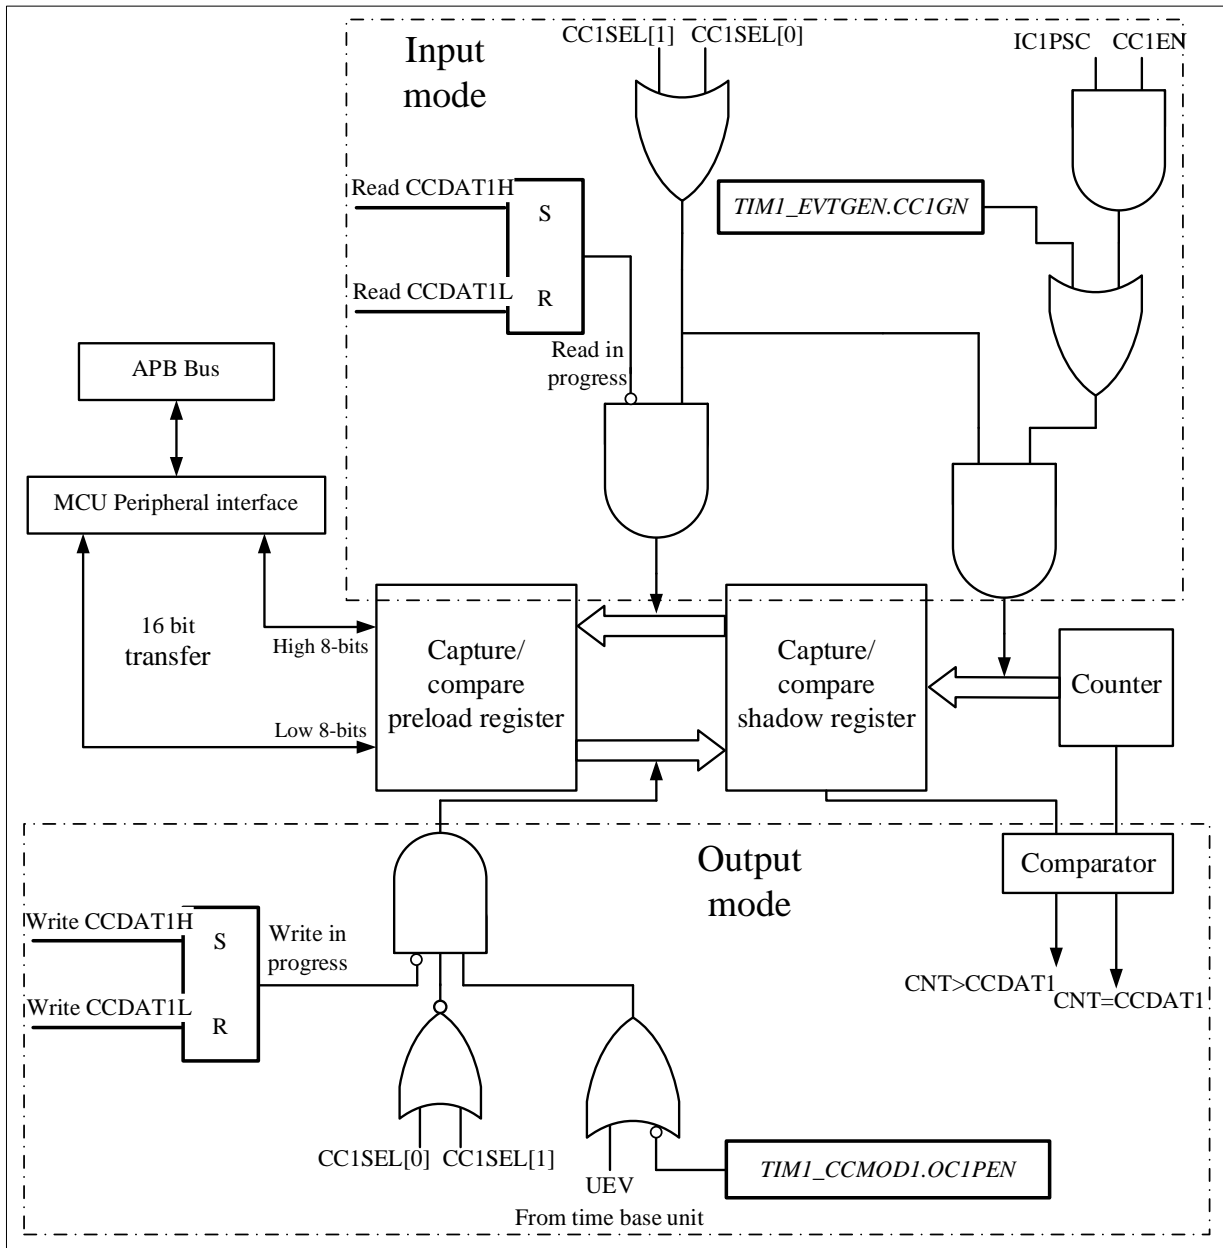 Input
mode
CC1SEL[1] CC1SEL[0]
IC1PSC CC1EN
Read CCDAT1H
S
TIM1_EVTGEN.CC1GN
Read CCDAT1L
R
Read in
progress
APB Bus
MCU Peripheral interface
16 bit
transfer
High 8-bits
Low 8-bits
Capture/
compare
preload register
Capture/
compare
shadow register
Counter
Output
mode
Comparator
Write CCDAT1H
S
Write in
progress
CNT>CCDAT1
CNT=CCDAT1
Write CCDAT1L
R
CC1SEL[0] CC1SEL[1]
UEV
TIM1_CCMOD1.OC1PEN
From time base unit